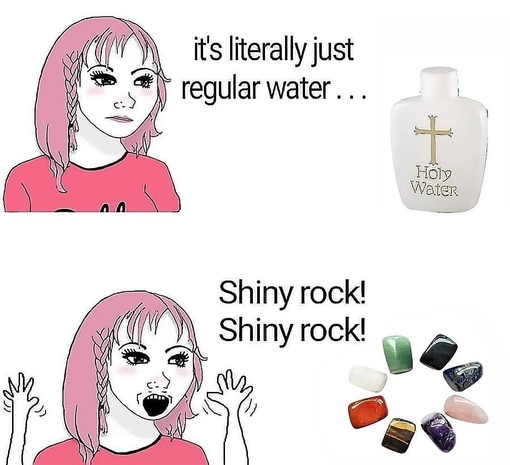 it's literally just
regular water . . .
Holy
Water
Shiny rock!
Shiny rock!